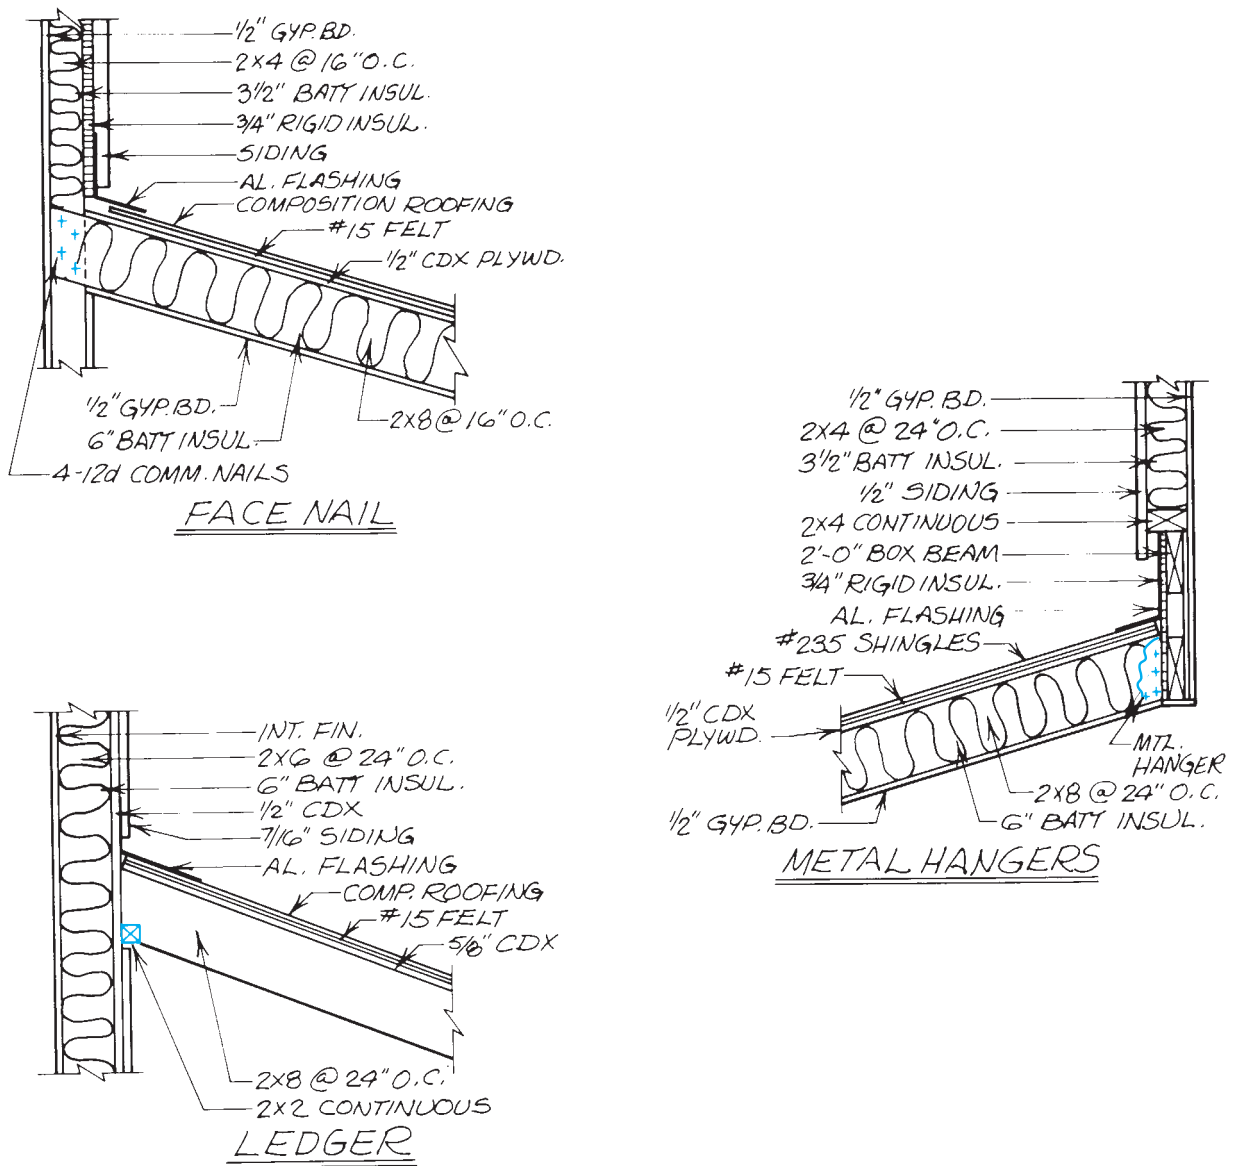 1/2" GYP. BD.
2X4 @ 16" O.C.
3 1/2" BATT INSUL.
3/4" RIGID INSUL.
SIDING
AL. FLASHING
COMPOSITION ROOFING
#15 FELT
1/2" CDX PLYWD.
1/2" GYP. BD.
2X8 @ 16" O.C.
6" BATT INSUL.
4-12d COMM. NAILS
FACE NAIL
1/2" GYP. BD.
2X4 @ 24" O.C.
3 1/2" BATT INSUL.
1/2" SIDING
2X4 CONTINUOUS
2'-0" BOX BEAM
3/4" RIGID INSUL.
AL. FLASHING
#235 SHINGLES
#15 FELT
1/2" CDX
PLYWD.
MTL.
HANGER
2X8 @ 24" O.C.
1/2" GYP. BD.
6" BATT INSUL.
METAL HANGERS
INT. FIN.
2X6 @ 24" O.C.
6" BATT INSUL.
1/2" CDX
7/16" SIDING
AL. FLASHING
COMP. ROOFING
#15 FELT
5/8" CDX
2X8 @ 24" O.C.
2X2 CONTINUOUS
LEDGER